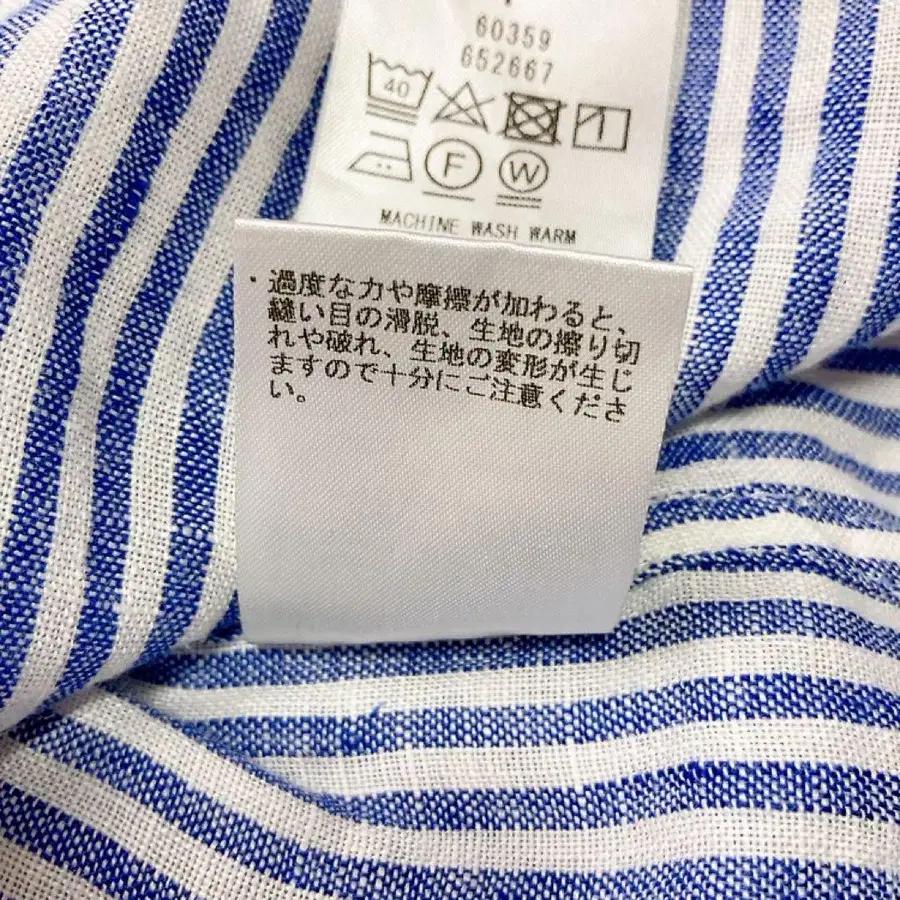 60359
652667
40
F
W
MACHINE WASH WARM
・過度な力や摩擦が加わると、
縫い目の滑脱、生地の擦り切
れや破れ、生地の変形が生じ
ますので十分にご注意くださ
い。